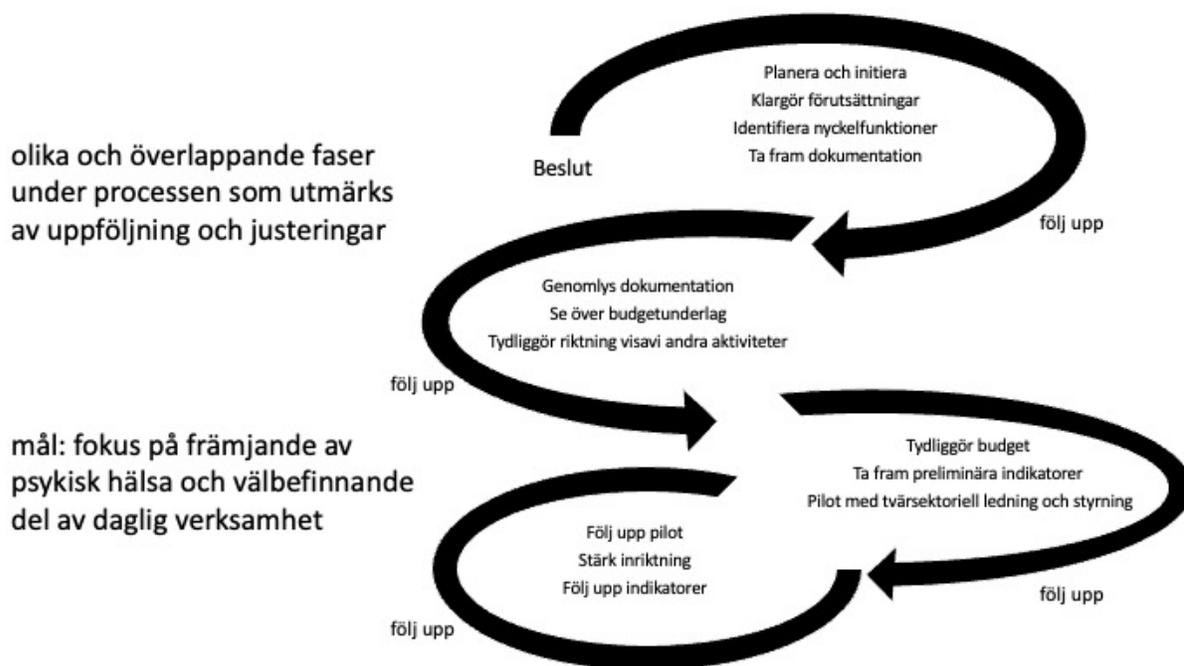 Planera och initiera
Klargör förutsättningar
Identifiera nyckelfunktioner
Ta fram dokumentation
Beslut
följ upp
olika och överlappande faser
under processen som utmärks
av uppföljning och justeringar
Genomlys dokumentation
Se över budgetunderlag
Tydliggör riktning visavi andra aktiviteter
följ upp
mål: fokus på främjande av
psykisk hälsa och välbefinnande
del av daglig verksamhet
Tydliggör budget
Ta fram preliminära indikatorer
Pilot med tvärsektoriell ledning och styrning
följ upp
Följ upp pilot
Stärk inriktning
Följ upp indikatorer
följ upp